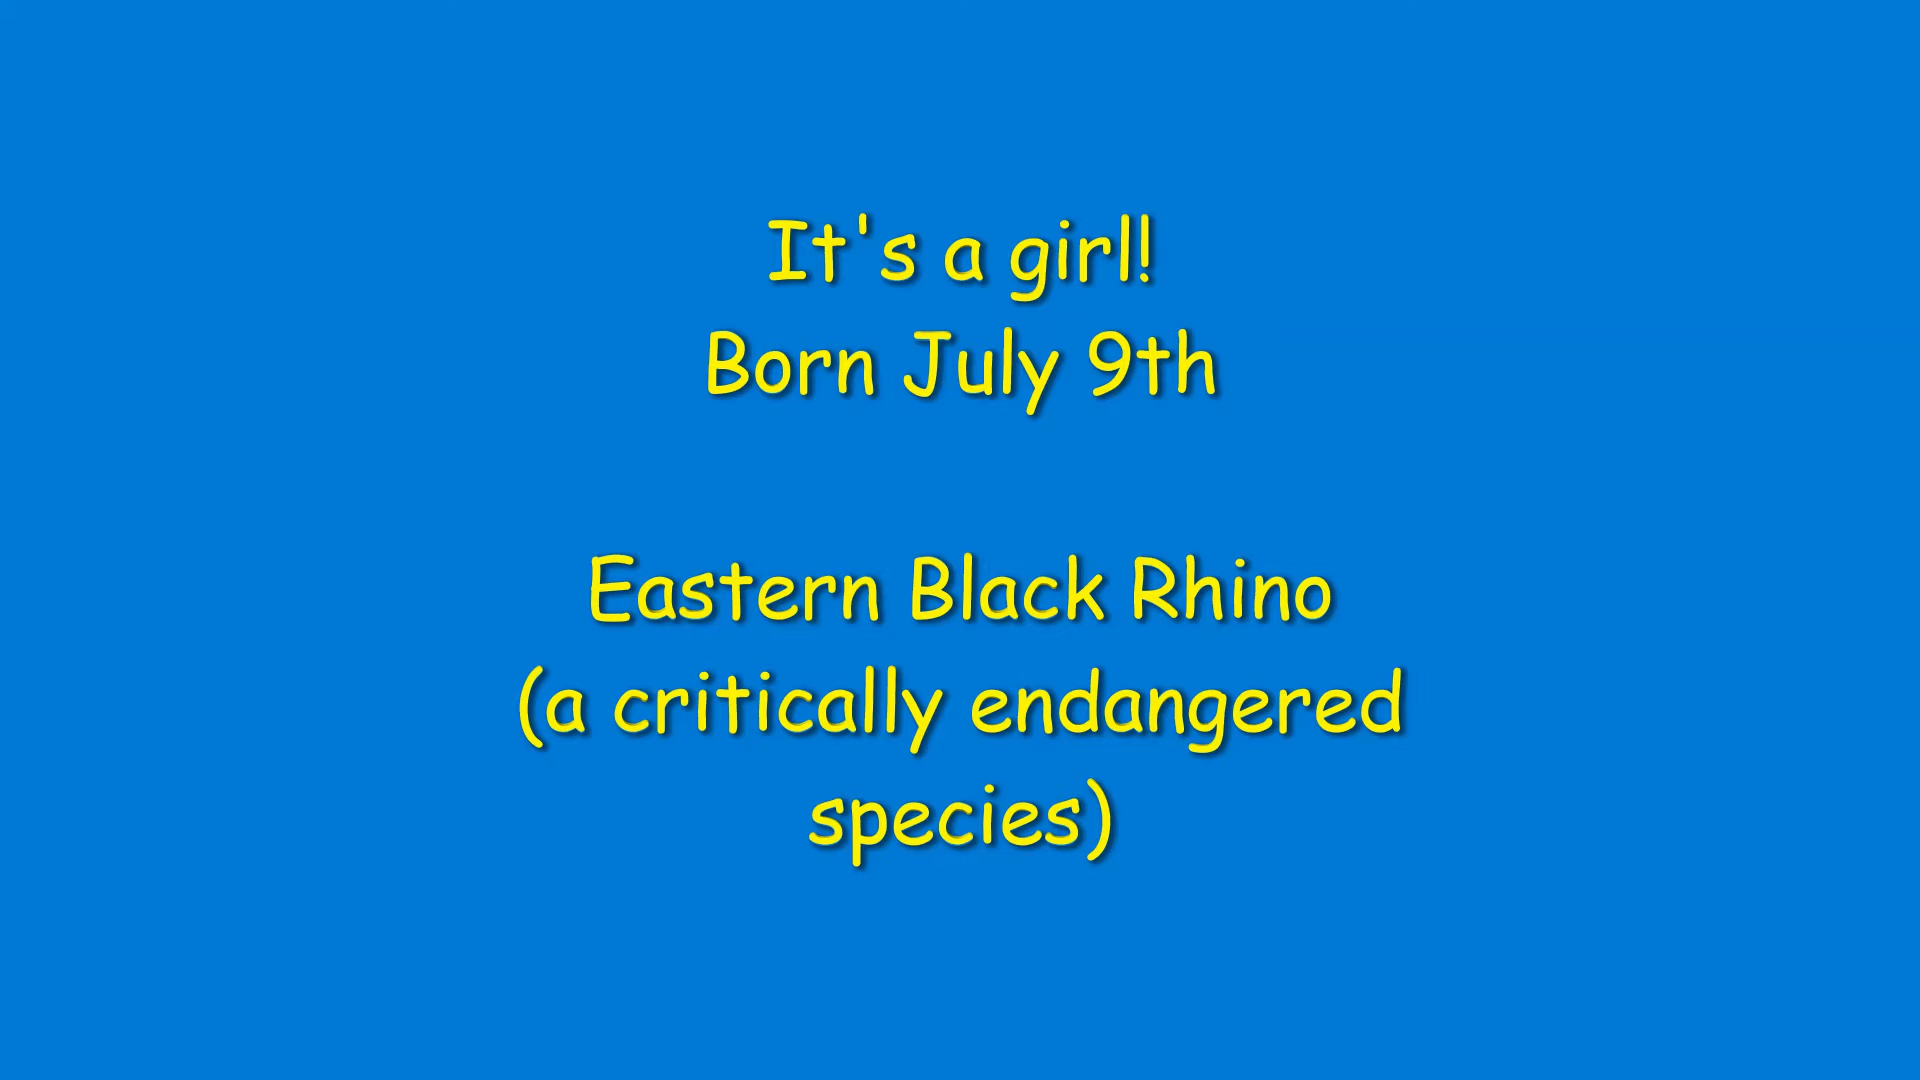 It's a girl!
Born July 9th
Eastern Black Rhino
(a critically endangered
species)